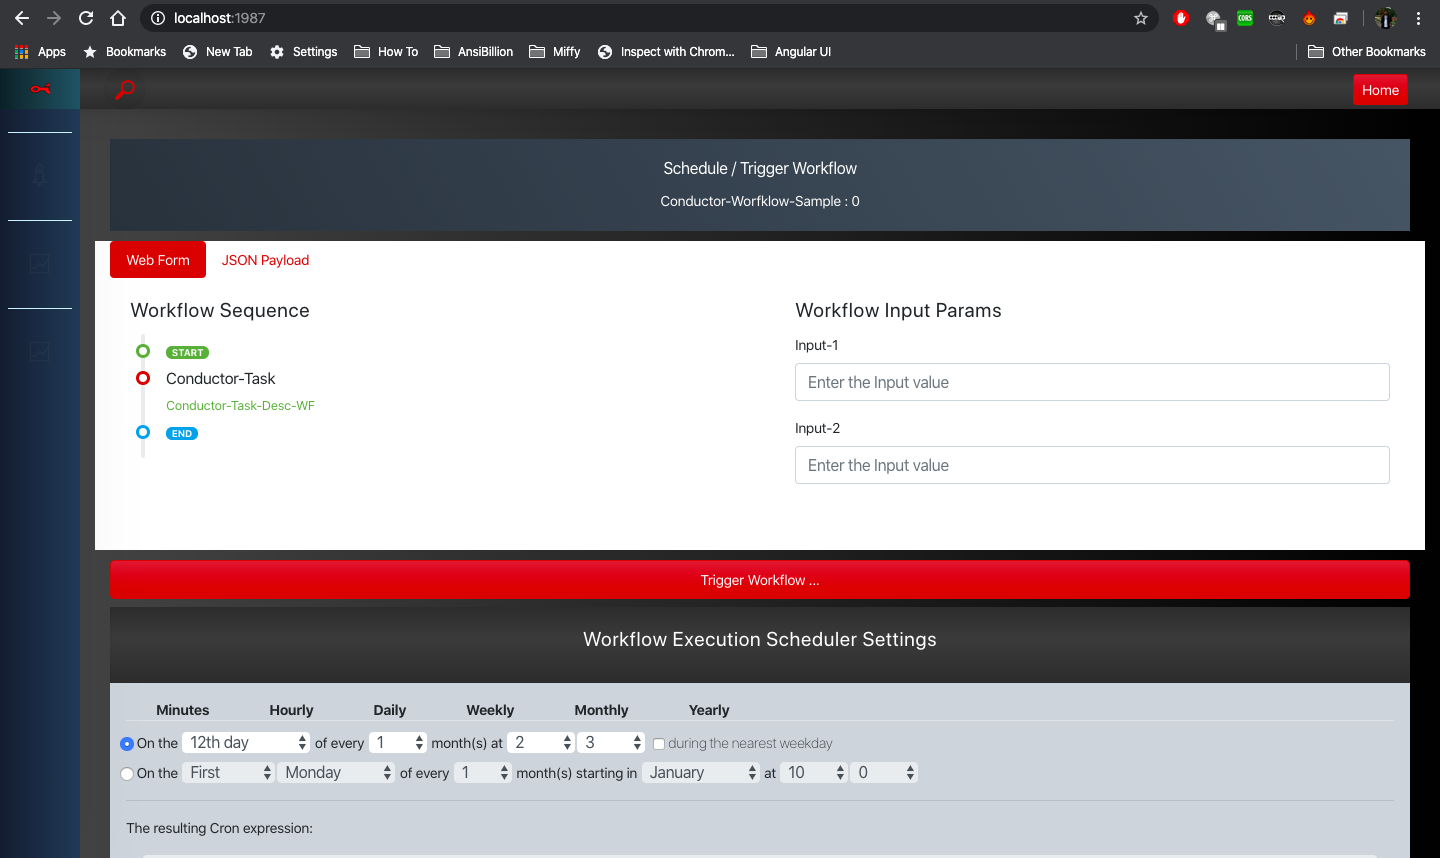 localhost:1987
Apps Bookmarks New Tab Settings How To AnsiBillion Miffy Inspect with Chrom... Angular UI Other Bookmarks
Home
Schedule / Trigger Workflow
Conductor-Worfklow-Sample : 0
Web Form JSON Payload
Workflow Sequence
START
Conductor-Task
Conductor-Task-Desc-WF
END
Workflow Input Params
Input-1
Enter the Input value
Input-2
Enter the Input value
Trigger Workflow ...
Workflow Execution Scheduler Settings
Minutes Hourly Daily Weekly Monthly Yearly
On the 12th day of every 1 month(s) at 2 3 during the nearest weekday
On the First Monday of every 1 month(s) starting in January at 10 0
The resulting Cron expression: